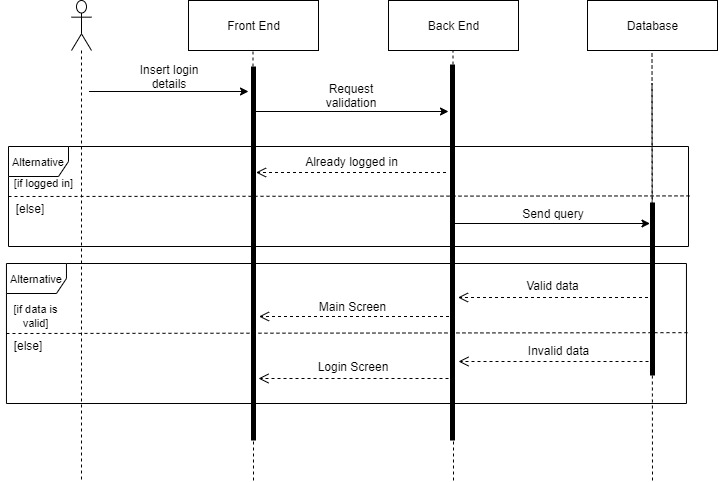 Front End
Back End
Database
Insert login
details
Request
validation
Alternative
Already logged in
[if logged in]
[else]
Send query
Alternative
Valid data
[if data is
valid]
Main Screen
[else]
Invalid data
Login Screen